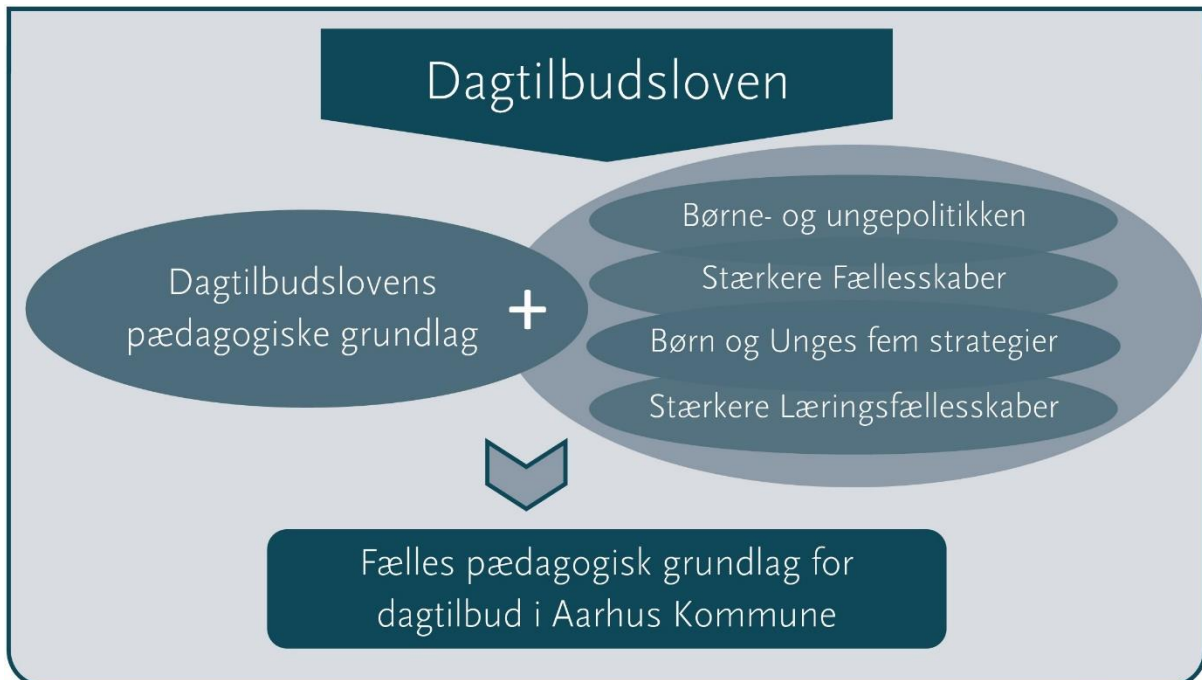 Dagtilbudsloven
Dagtilbudslovens
pædagogiske grundlag
+
Børne- og ungepolitikken
Stærkere Fællesskaber
Børn og Unges fem strategier
Stærkere Læringsfællesskaber
Fælles pædagogisk grundlag for
dagtilbud i Aarhus Kommune